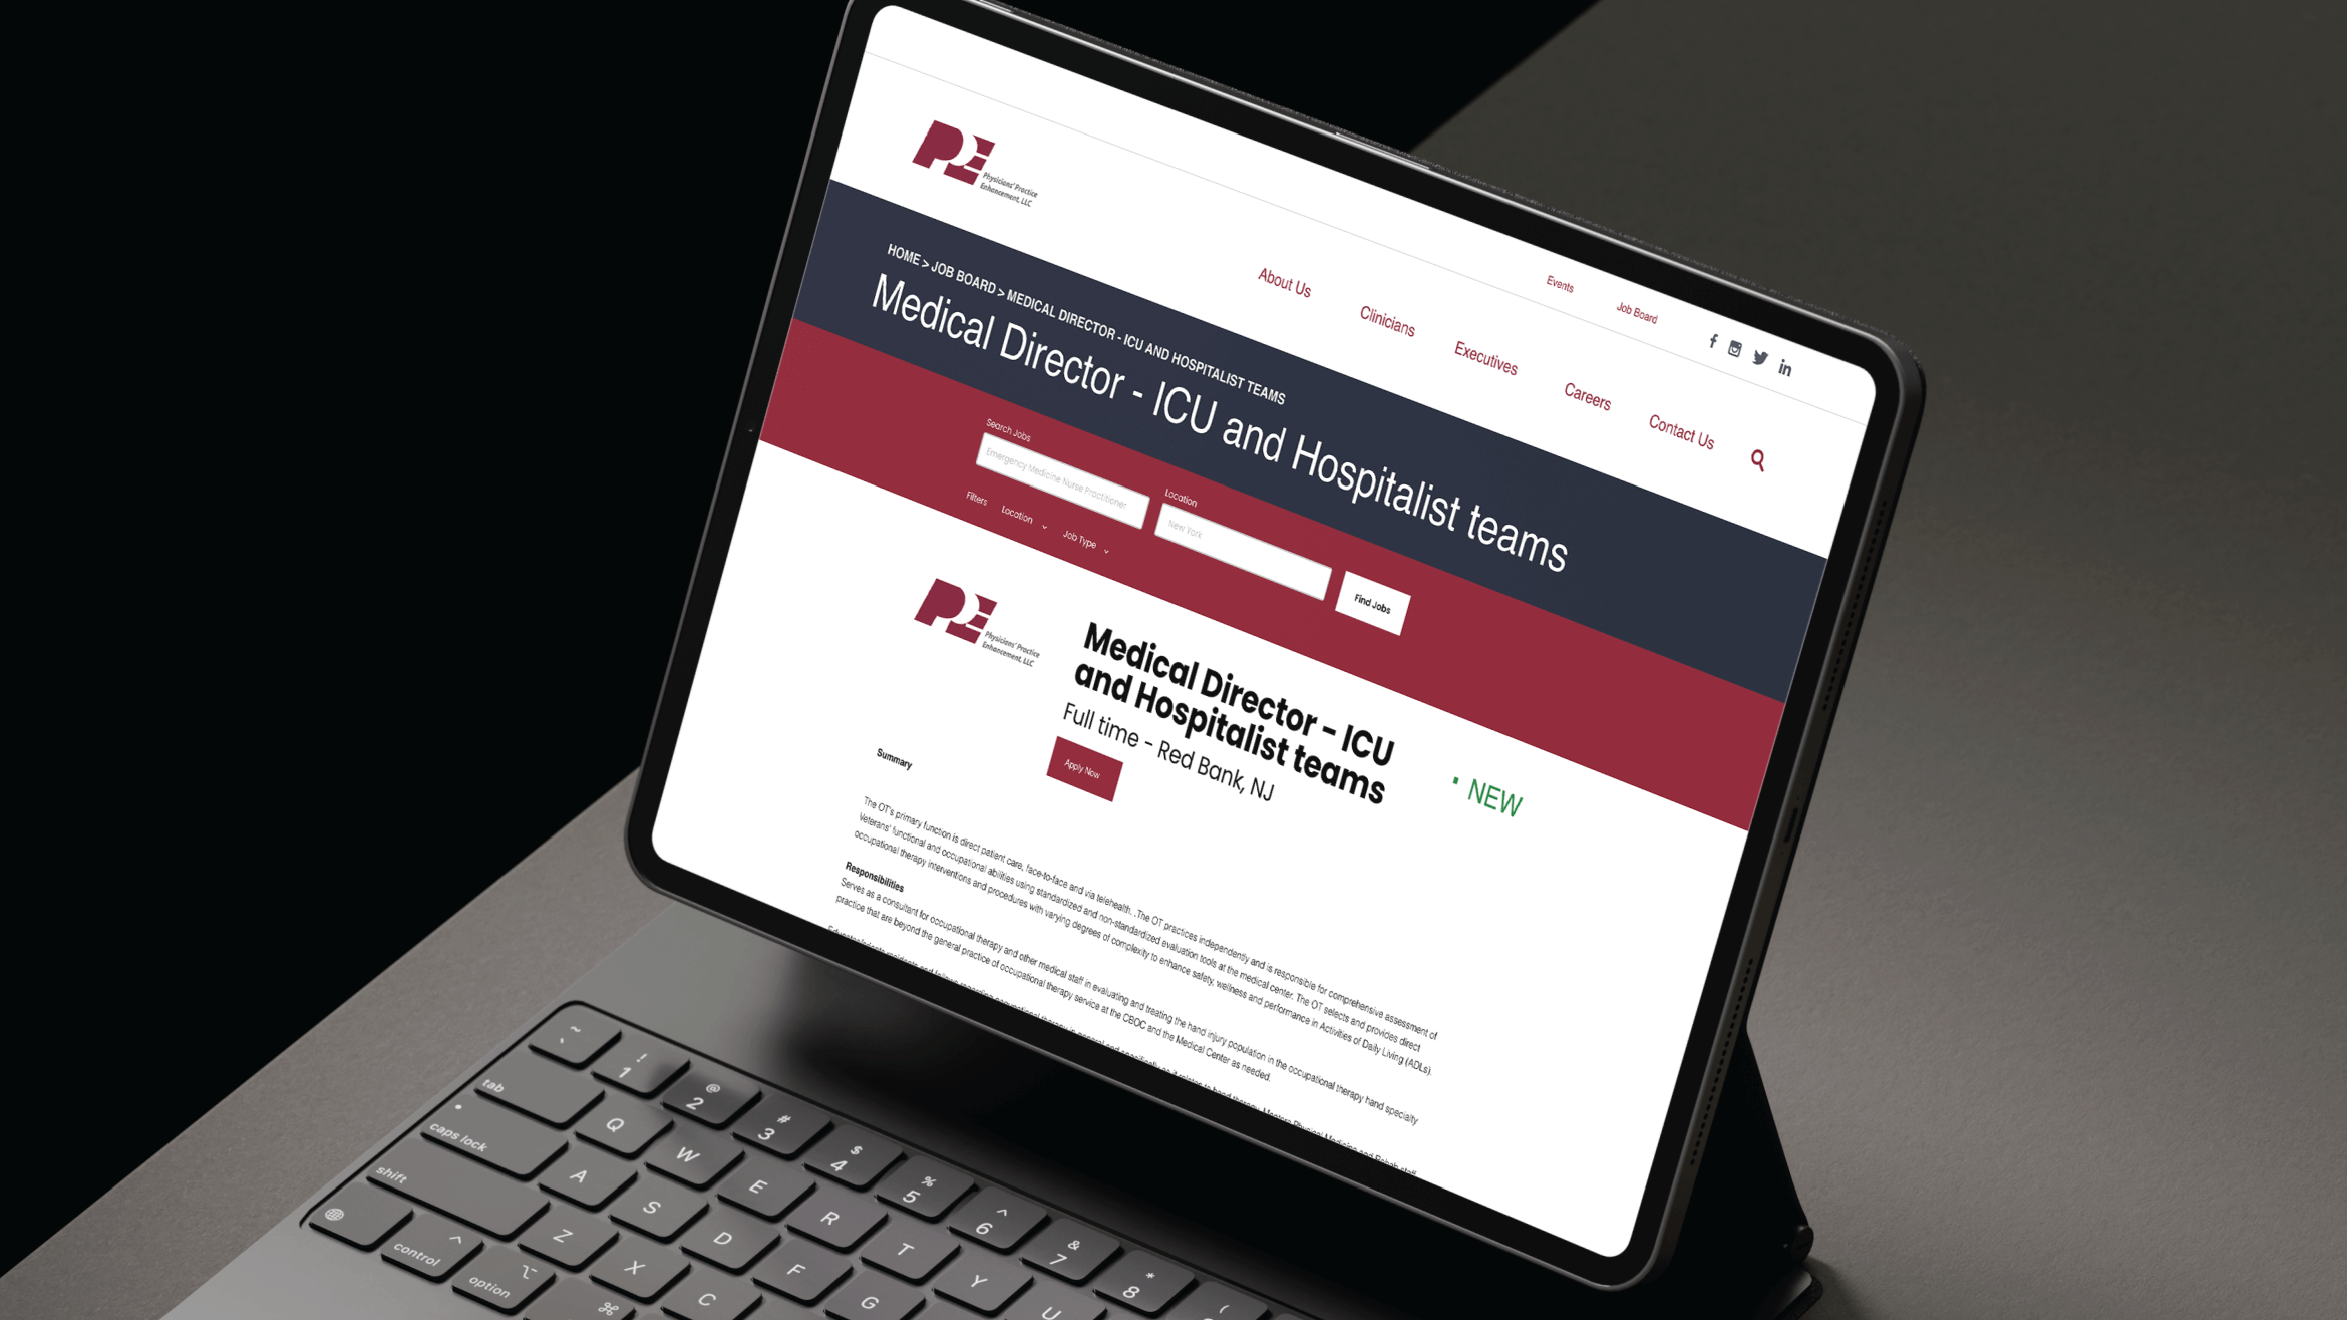 Events
Job Board
PPE
Physicians' Practice
Enhancement, LLC
About Us
Clinicians
Executives
Careers
Contact Us
HOME > JOB BOARD > MEDICAL DIRECTOR - ICU AND HOSPITALIST TEAMS
Medical Director - ICU and Hospitalist teams
Search Jobs
Emergency Medicine Nurse Practitioner
Location
New York
Find Jobs
Filters
Location
Job Type
PPE
Physicians' Practice
Enhancement, LLC
Medical Director – ICU
and Hospitalist teams
Full time - Red Bank, NJ
Apply Now
NEW
Summary
The OT's primary function is direct patient care, face-to-face and via telehealth. .The OT practices independently and is responsible for comprehensive assessment of
Veterans' functional and occupational abilities using standardized and non-standardized evaluation tools at the medical center. The OT selects and provides direct
occupational therapy interventions and procedures with varying degrees of complexity to enhance safety, wellness and performance in Activities of Daily Living (ADLs).
Responsibilities
Serves as a consultant for occupational therapy and other medical staff in evaluating and treating the hand injury population in the occupational therapy hand specialty
practice that are beyond the general practice of occupational therapy service at the CBOC and the Medical Center as needed.
~ `
! 1
@ 2
# 3
$ 4
% 5
^ 6
& 7
* 8
(
tab
Q
W
E
R
T
Y
U
caps lock
A
S
D
F
G
shift
Z
X
C
control
option